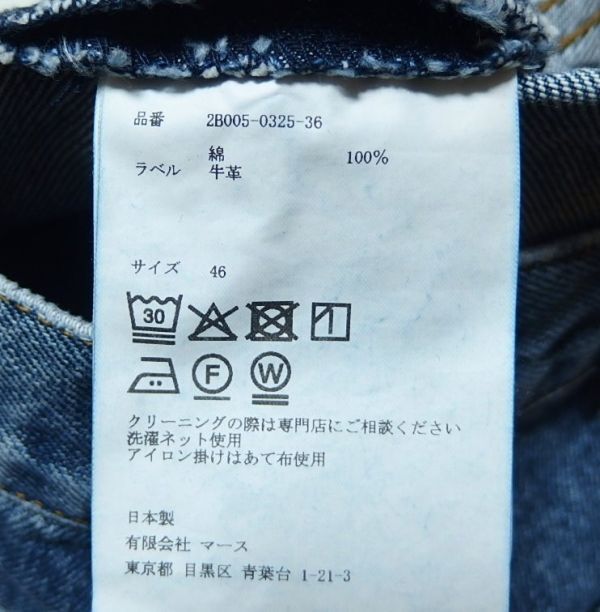 品番 2B005-0325-36
綿 100%
ラベル 牛革
サイズ 46
30
F W
クリーニングの際は専門店にご相談ください
洗濯ネット使用
アイロン掛けはあて布使用
日本製
有限会社 マース
東京都 目黒区 青葉台 1-21-3